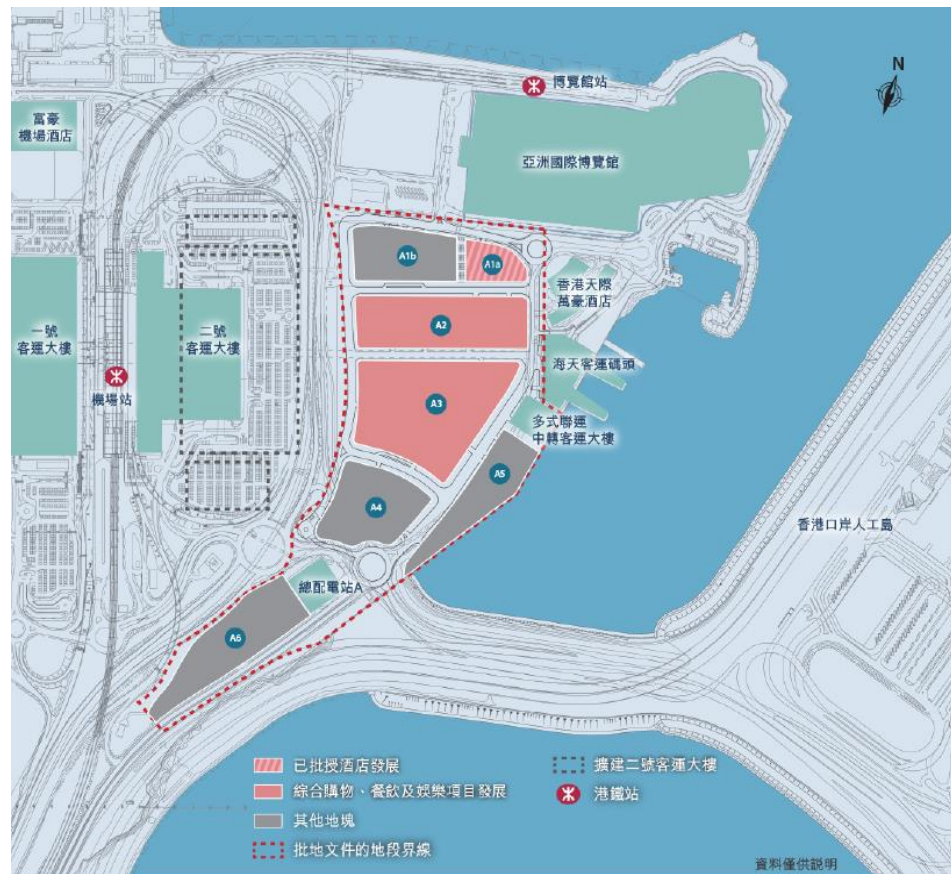 N
博覽館站
富豪
機場酒店
亞洲國際博覽館
A1b
A1a
香港天際
萬豪酒店
A2
一號
客運大樓
二號
客運大樓
海天客運碼頭
機場站
A3
多式聯運
中轉客運大樓
A5
A4
香港口岸人工島
總配電站A
A6
已批授酒店發展
擴建二號客運大樓
綜合購物、餐飲及娛樂項目發展
港鐵站
其他地塊
批地文件的地段界線
資料僅供説明